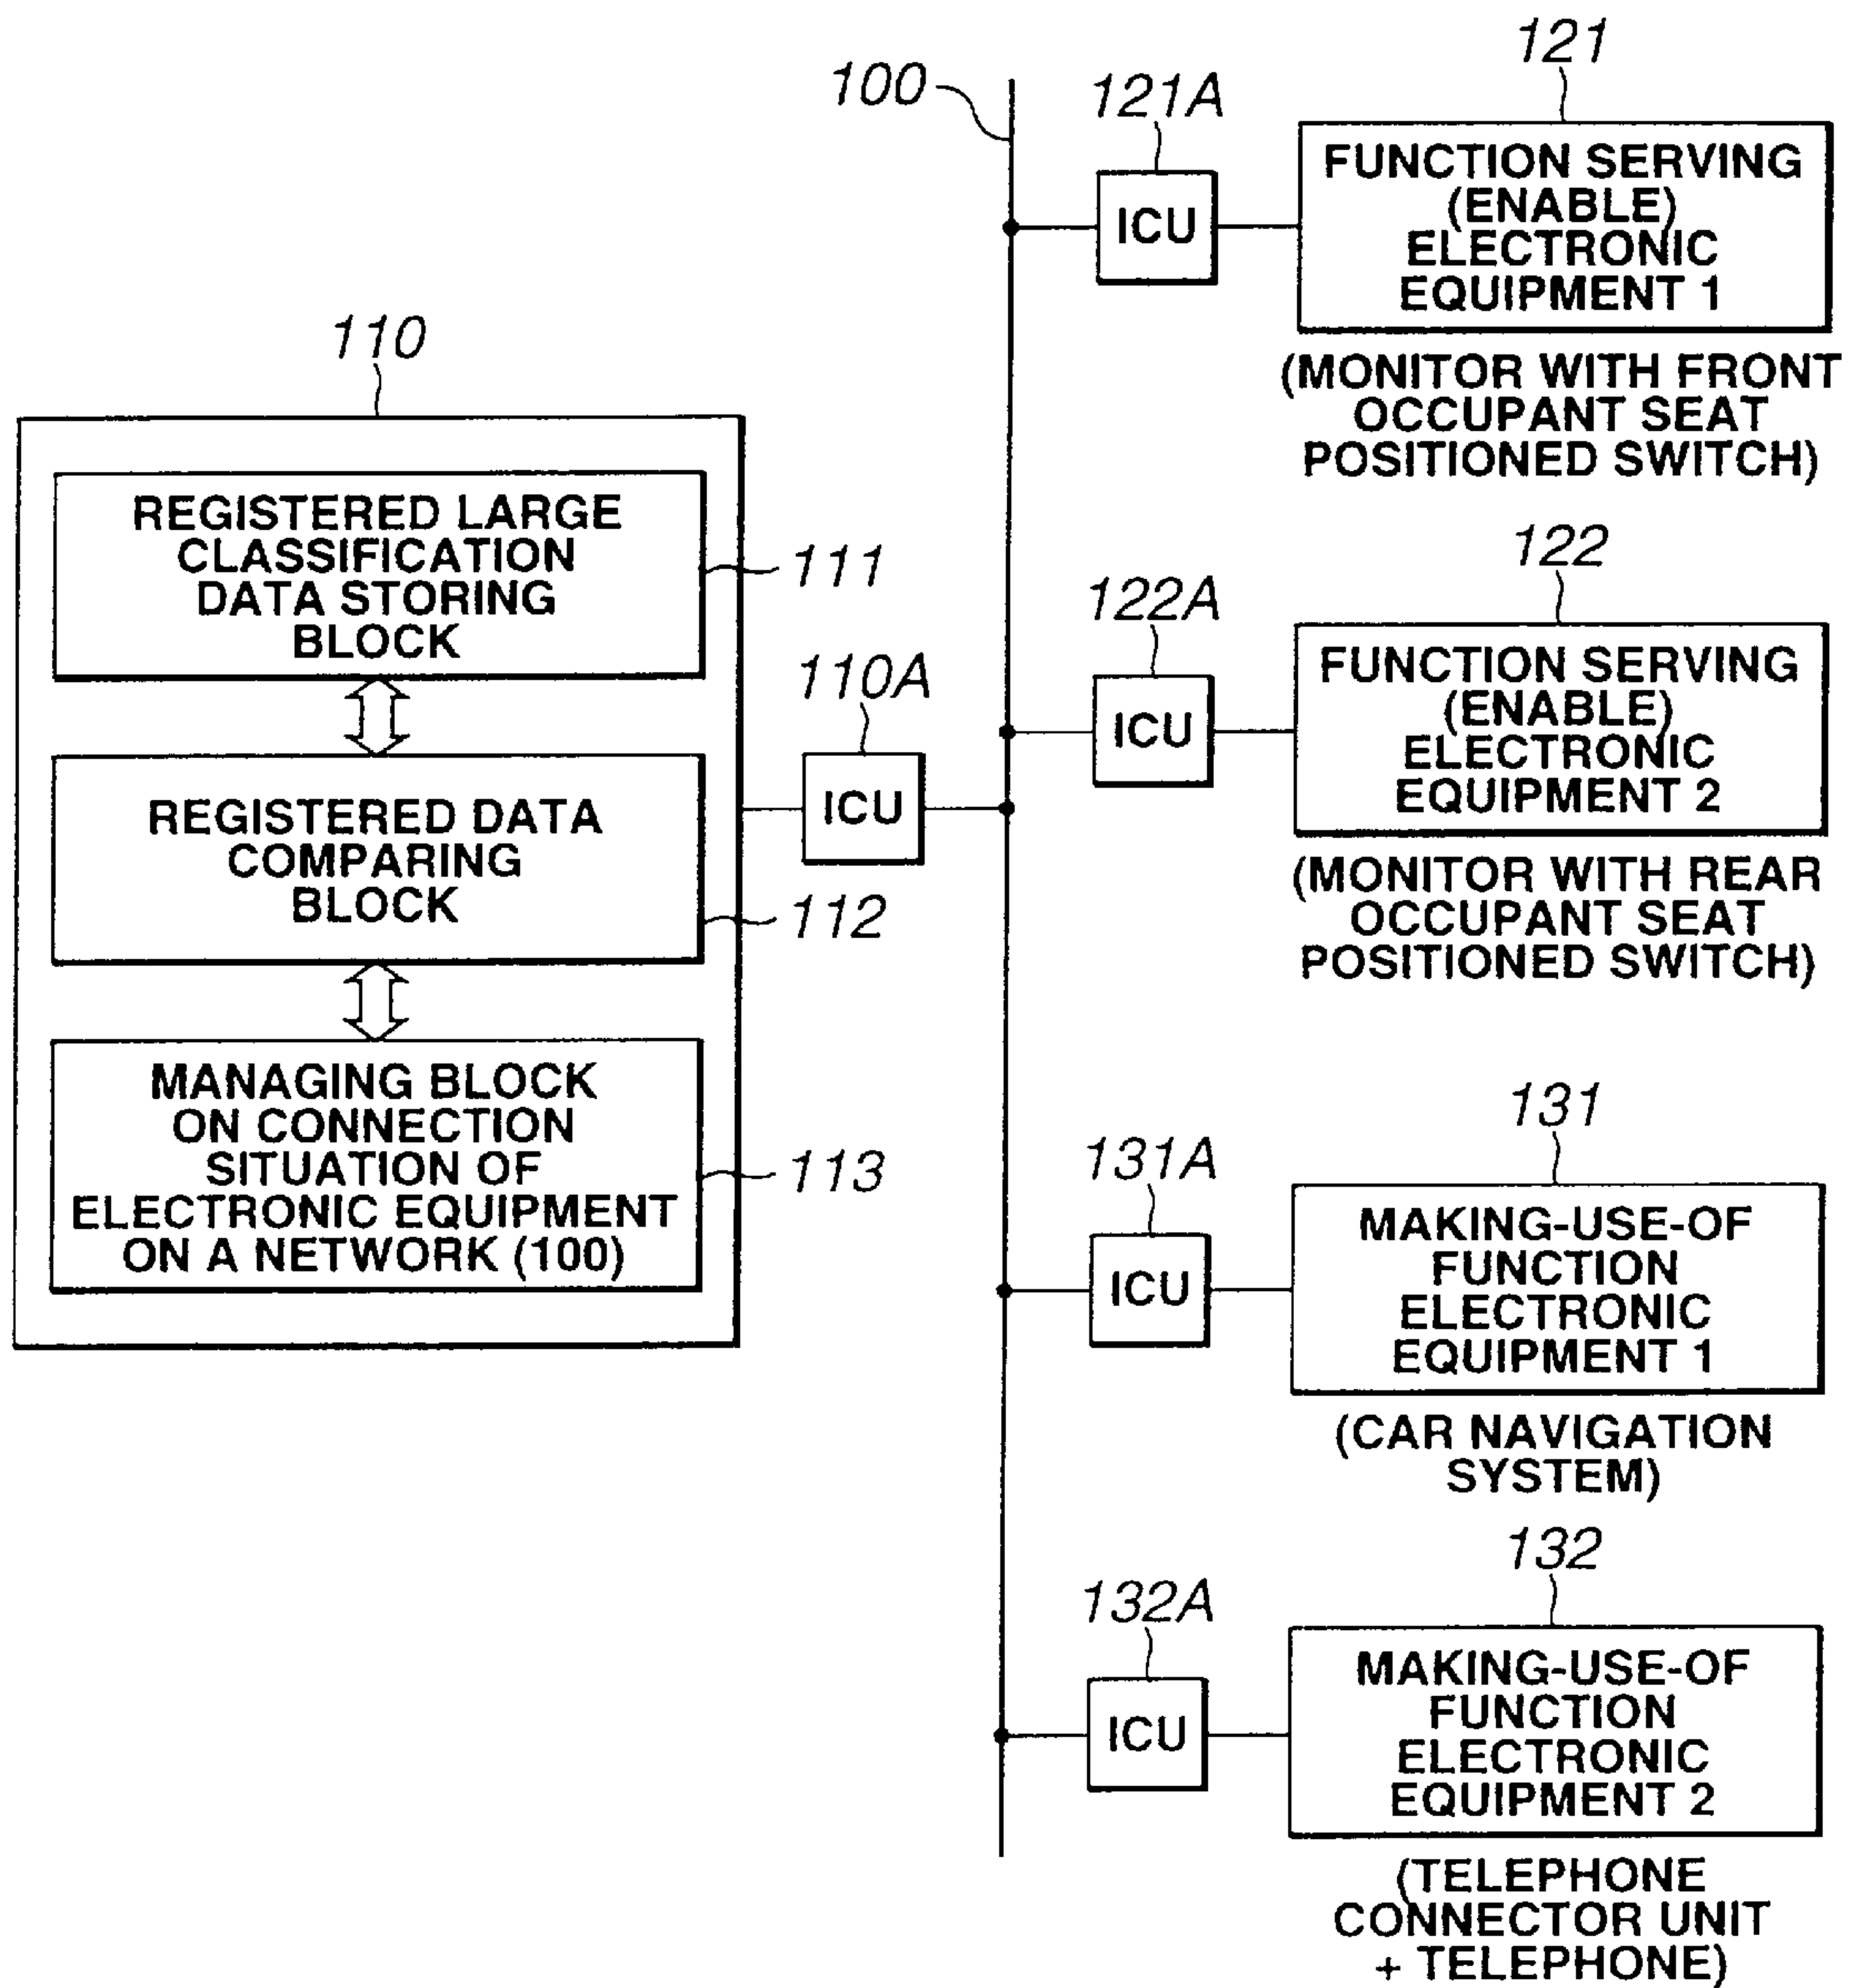 110
REGISTERED LARGE
CLASSIFICATION
DATA STORING
BLOCK
111
REGISTERED DATA
COMPARING
BLOCK
112
MANAGING BLOCK
ON CONNECTION
SITUATION OF
ELECTRONIC EQUIPMENT
ON A NETWORK (100)
113
110A
ICU
100
121A
ICU
121
FUNCTION SERVING
(ENABLE)
ELECTRONIC
EQUIPMENT 1
(MONITOR WITH FRONT
OCCUPANT SEAT
POSITIONED SWITCH)
122A
ICU
122
FUNCTION SERVING
(ENABLE)
ELECTRONIC
EQUIPMENT 2
(MONITOR WITH REAR
OCCUPANT SEAT
POSITIONED SWITCH)
131A
ICU
131
MAKING-USE-OF
FUNCTION
ELECTRONIC
EQUIPMENT 1
(CAR NAVIGATION
SYSTEM)
132A
ICU
132
MAKING-USE-OF
FUNCTION
ELECTRONIC
EQUIPMENT 2
(TELEPHONE
CONNECTOR UNIT
+ TELEPHONE)